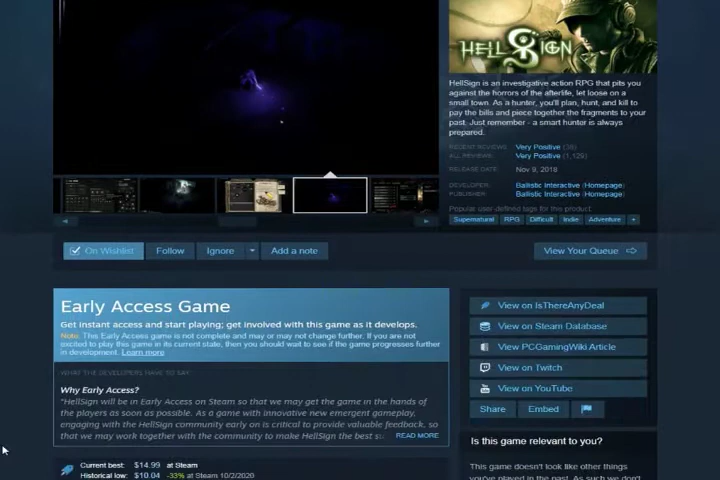 HELLSIGN
HellSign is an investigative action RPG that pits you
against the horrors of the afterlife, let loose on a
small town. As a hunter, you'll plan, hunt, and kill to
pay the bills and piece together the fragments to your
past. Just remember - a smart hunter is always
prepared.
RECENT REVIEWS: Very Positive (38)
ALL REVIEWS: Very Positive (1,129)
RELEASE DATE: Nov 9, 2018
DEVELOPER: Ballistic Interactive (Homepage)
PUBLISHER: Ballistic Interactive (Homepage)
Popular user-defined tags for this product:
Supernatural RPG Difficult Indie Adventure +
On Wishlist Follow Ignore Add a note View Your Queue
Early Access Game
Get instant access and start playing; get involved with this game as it develops.
Note: This Early Access game is not complete and may or may not change further. If you are not
excited to play this game in its current state, then you should wait to see if the game progresses further
in development. Learn more
WHAT THE DEVELOPERS HAVE TO SAY:
Why Early Access?
"HellSign will be in Early Access on Steam so that we may get the game in the hands of
the players as soon as possible. As a game with innovative new emergent gameplay,
engaging with the HellSign community early on is critical to provide valuable feedback, so
that we may work together with the community to make HellSign the best s
READ MORE
Current best: $14.99 at Steam
Historical low: $10.04 -33% at Steam 10/2/2020
View on IsThereAnyDeal
View on Steam Database
View PCGamingWiki Article
View on Twitch
View on YouTube
Share Embed
Is this game relevant to you?
This game doesn't look like other things
you've played in the past. As such we don't